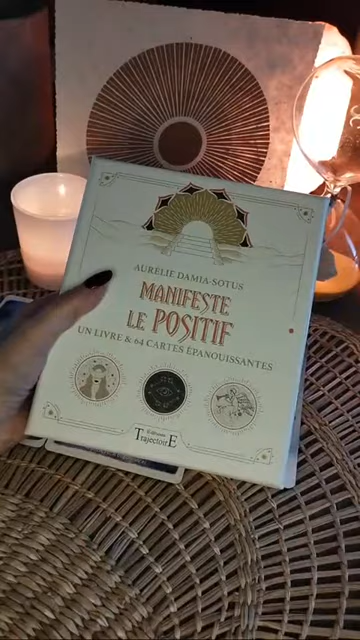 AURÉLIE DAMIA-SOTUS
MANIFESTE
LE POSITIF
UN LIVRE & 64 CARTES ÉPANOUISSANTES
Éditions
TrajectoirE